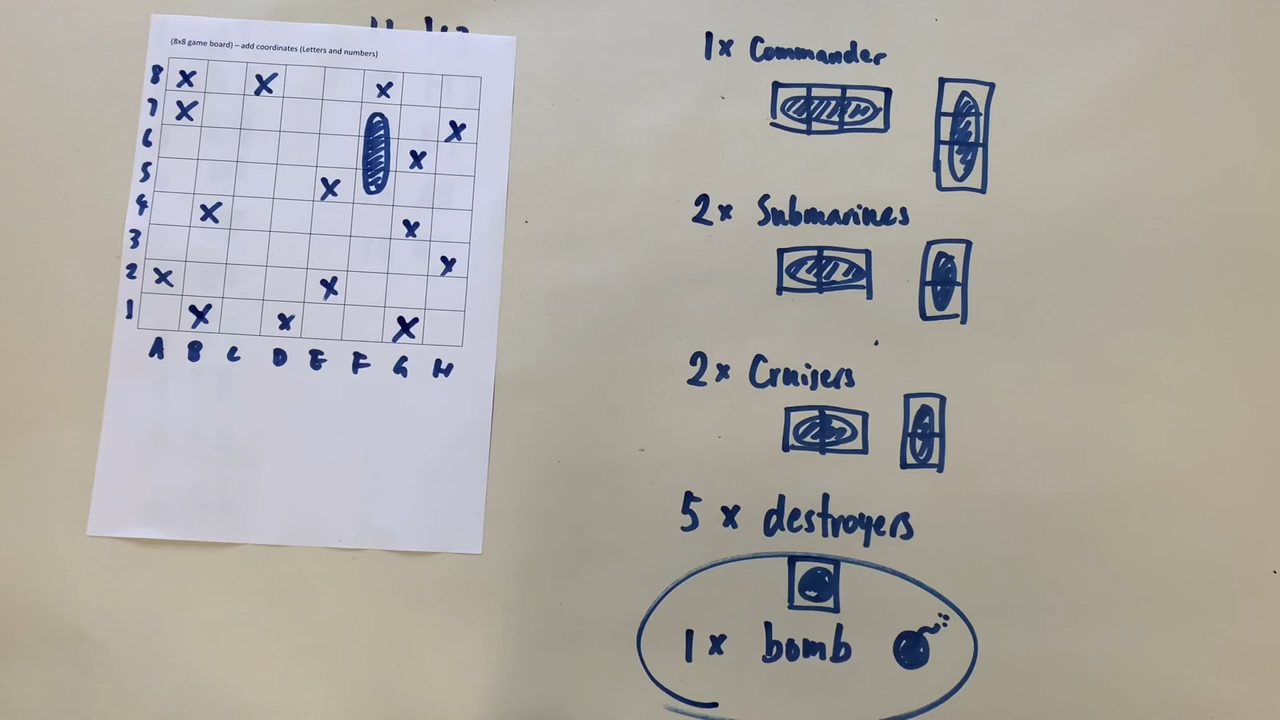 (8x8 game board) – add coordinates (Letters and numbers)
8 X X X
7 X
6 X
5 X X
4 X
3 X
2 X X X
1 X X X
A B C D E F G H
1x Commander
2x Submarines
2x Cruisers
5 x destroyers
1x bomb